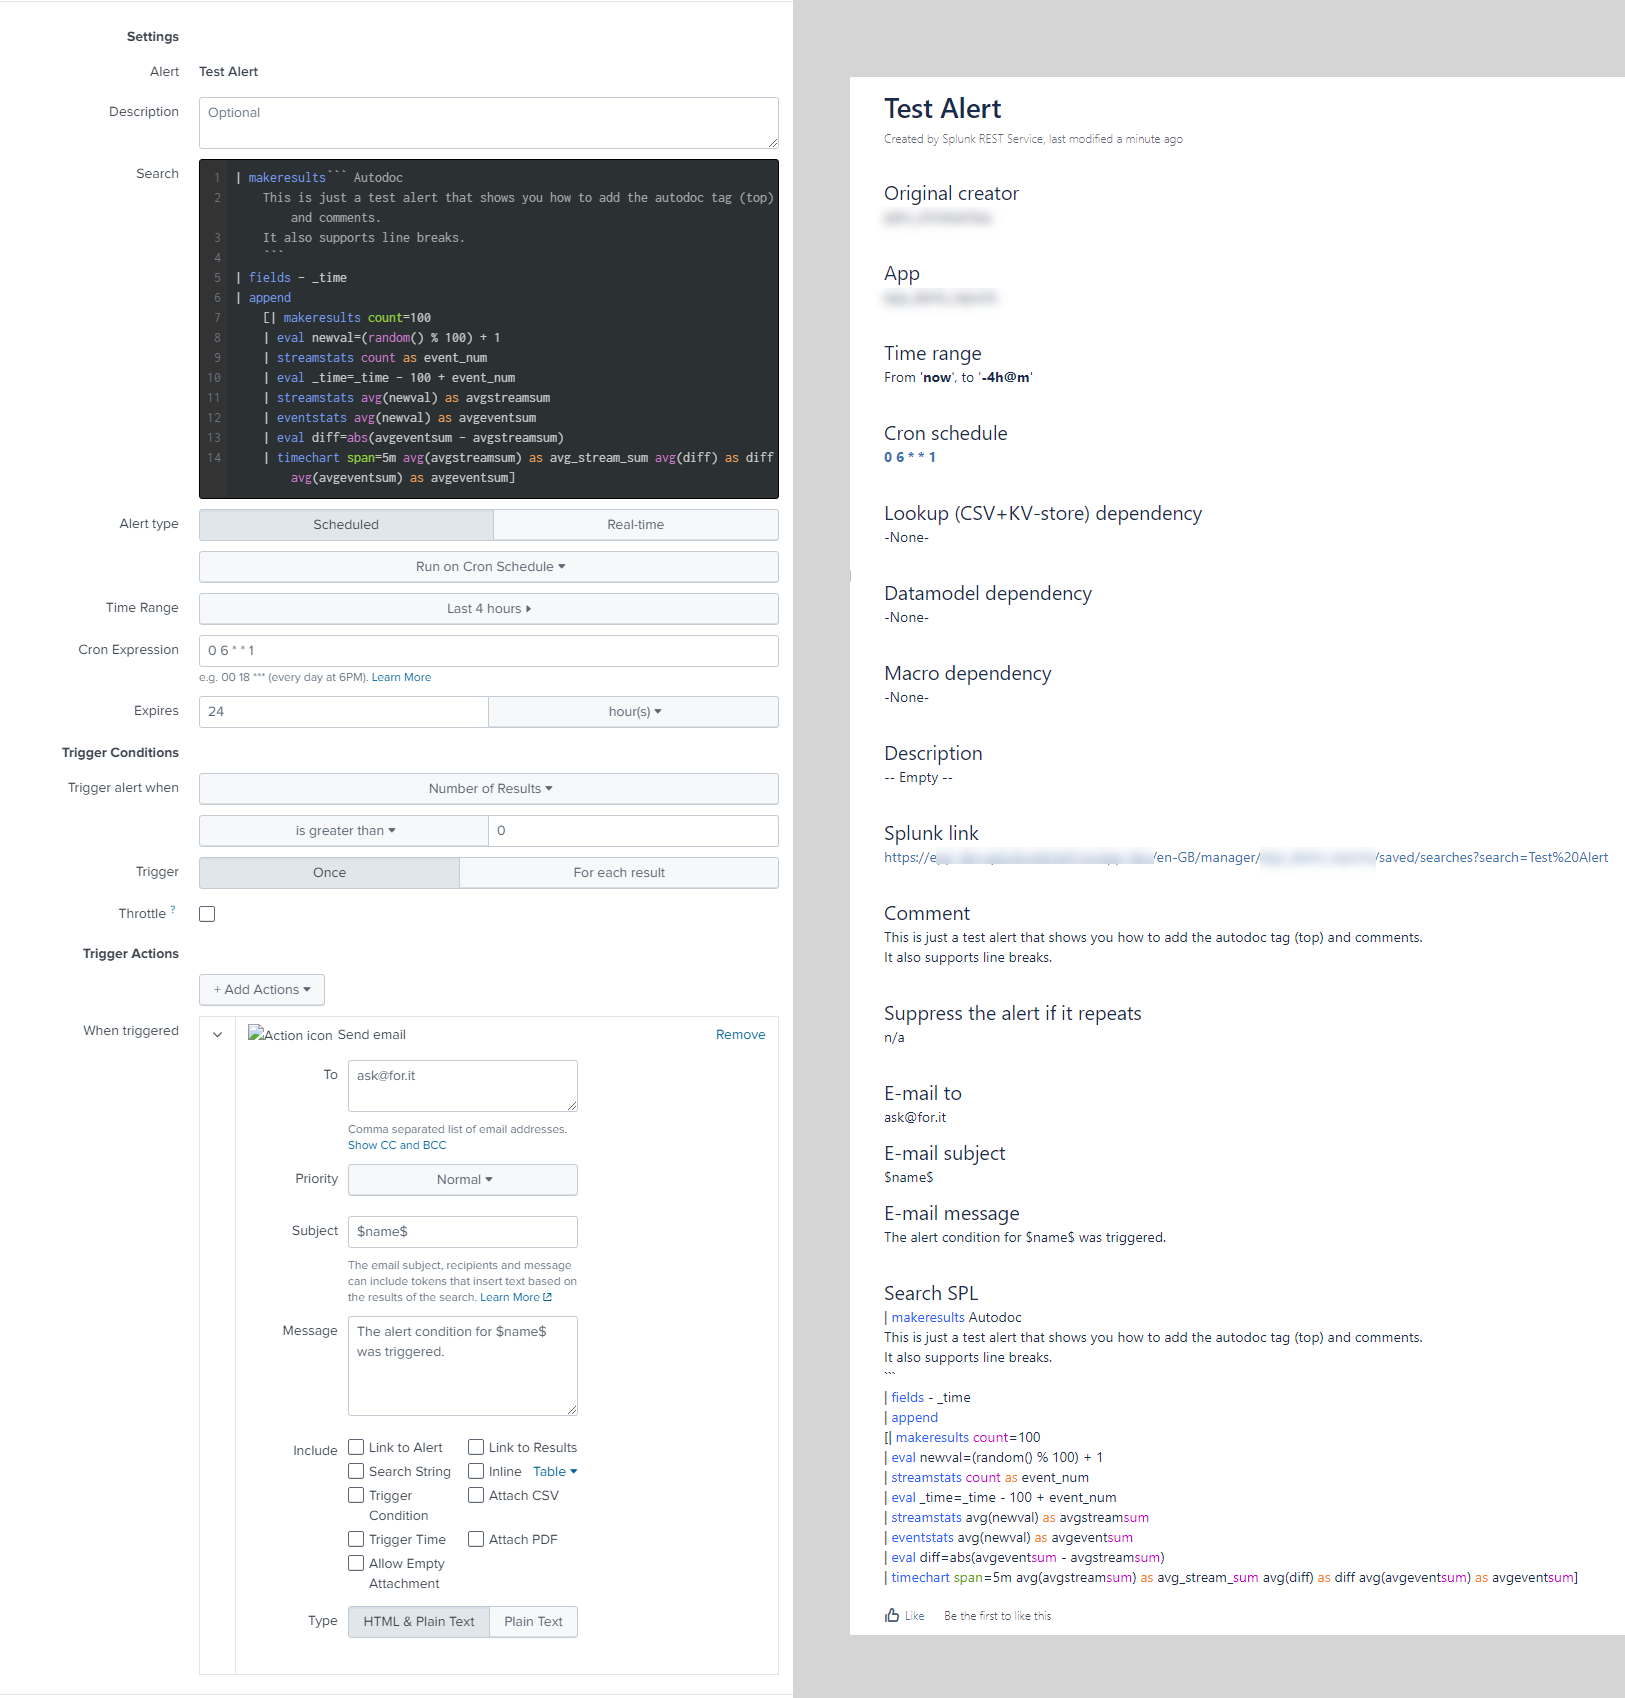 Settings
Alert Test Alert
Description Optional
Search
1 | makeresults``` Autodoc
2 This is just a test alert that shows you how to add the autodoc tag (top)
and comments.
3 It also supports line breaks.
4 ```
5 | fields - _time
6 | append
7 [| makeresults count=100
8 | eval newval=(random() % 100) + 1
9 | streamstats count as event_num
10 | eval _time=_time - 100 + event_num
11 | streamstats avg(newval) as avgstreamsum
12 | eventstats avg(newval) as avgeventsum
13 | eval diff=abs(avgeventsum - avgstreamsum)
14 | timechart span=5m avg(avgstreamsum) as avg_stream_sum avg(diff) as diff
avg(avgeventsum) as avgeventsum]
Alert type Scheduled Real-time
Run on Cron Schedule
Time Range Last 4 hours
Cron Expression 0 6 * * 1
e.g. 00 18 *** (every day at 6PM). Learn More
Expires 24 hour(s)
Trigger Conditions
Trigger alert when Number of Results
is greater than 0
Trigger Once For each result
Throttle ?
Trigger Actions
+ Add Actions
When triggered Action icon Send email Remove
To ask@for.it
Comma separated list of email addresses.
Show CC and BCC
Priority Normal
Subject $name$
The email subject, recipients and message
can include tokens that insert text based on
the results of the search. Learn More
Message The alert condition for $name$
was triggered.
Include Link to Alert Link to Results
Search String Inline Table
Trigger Condition Attach CSV
Trigger Time Attach PDF
Allow Empty
Attachment
Type HTML & Plain Text Plain Text
Test Alert
Created by Splunk REST Service, last modified a minute ago
Original creator
App
Time range
From 'now', to '-4h@m'
Cron schedule
0 6 * * 1
Lookup (CSV+KV-store) dependency
-None-
Datamodel dependency
-None-
Macro dependency
-None-
Description
-- Empty --
Splunk link
https://e /en-GB/manager/ /saved/searches?search=Test%20Alert
Comment
This is just a test alert that shows you how to add the autodoc tag (top) and comments.
It also supports line breaks.
Suppress the alert if it repeats
n/a
E-mail to
ask@for.it
E-mail subject
$name$
E-mail message
The alert condition for $name$ was triggered.
Search SPL
| makeresults Autodoc
This is just a test alert that shows you how to add the autodoc tag (top) and comments.
It also supports line breaks.
```
| fields - _time
| append
[| makeresults count=100
| eval newval=(random() % 100) + 1
| streamstats count as event_num
| eval _time=_time - 100 + event_num
| streamstats avg(newval) as avgstreamsum
| eventstats avg(newval) as avgeventsum
| eval diff=abs(avgeventsum - avgstreamsum)
| timechart span=5m avg(avgstreamsum) as avg_stream_sum avg(diff) as diff avg(avgeventsum) as avgeventsum]
Like Be the first to like this